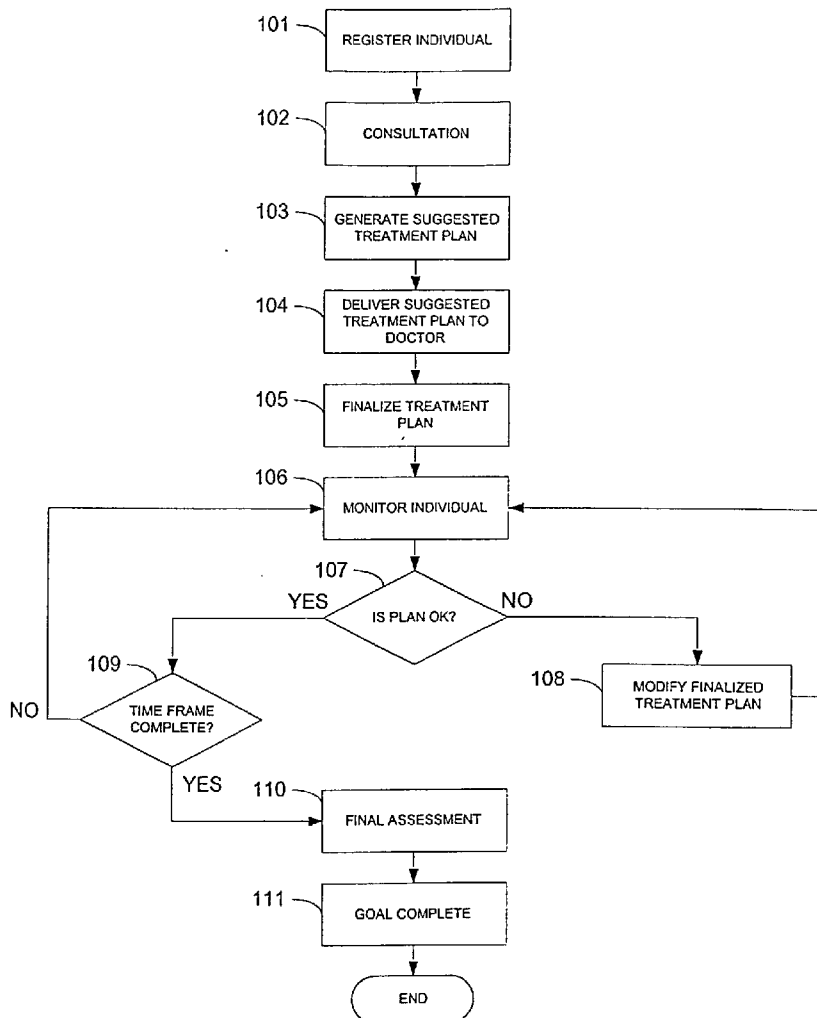 101
REGISTER INDIVIDUAL
102
CONSULTATION
103
GENERATE SUGGESTED
TREATMENT PLAN
104
DELIVER SUGGESTED
TREATMENT PLAN TO
DOCTOR
105
FINALIZE TREATMENT
PLAN
106
MONITOR INDIVIDUAL
107
YES
IS PLAN OK?
NO
109
NO
TIME FRAME
COMPLETE?
YES
108
MODIFY FINALIZED
TREATMENT PLAN
110
FINAL ASSESSMENT
111
GOAL COMPLETE
END